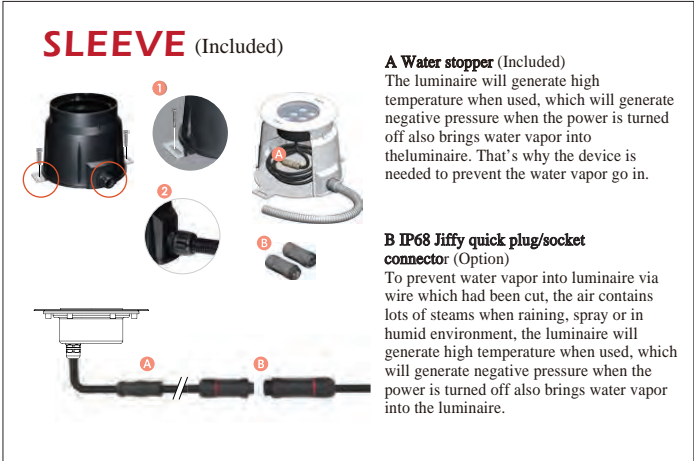 SLEEVE (Included)
1
2
A
B
A
B
A Water stopper (Included)
The luminaire will generate high
temperature when used, which will generate
negative pressure when the power is turned
off also brings water vapor into
theluminaire. That’s why the device is
needed to prevent the water vapor go in.
B IP68 Jiffy quick plug/socket
connector (Option)
To prevent water vapor into luminaire via
wire which had been cut, the air contains
lots of steams when raining, spray or in
humid environment, the luminaire will
generate high temperature when used, which
will generate negative pressure when the
power is turned off also brings water vapor
into the luminaire.